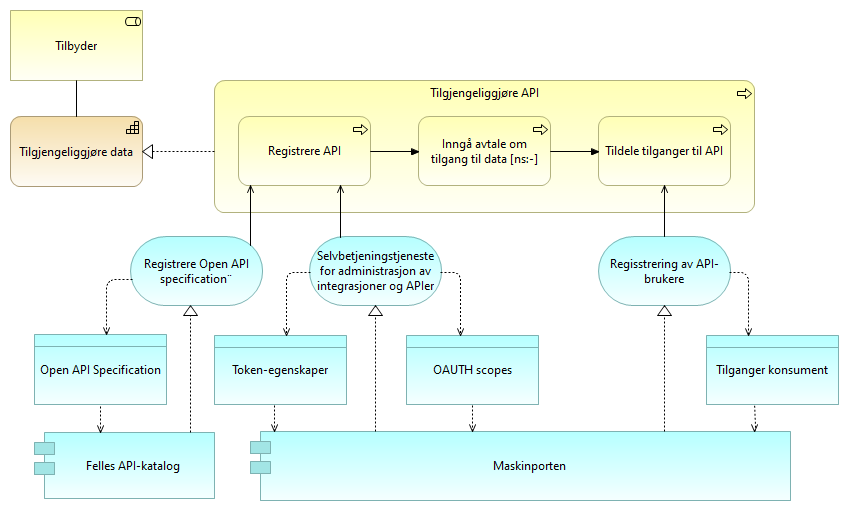 Tilbyder
Tilgjengeliggjøre API
Tilgjengeliggjøre data
Registrere API
Inngå avtale om
tilgang til data [ns:-]
Tildele tilganger til API
Registrere Open API
specification¨
Selvbetjeningstjeneste
for administrasjon av
integrasjoner og APIer
Regisstrering av API-
brukere
Open API Specification
Token-egenskaper
OAUTH scopes
Tilganger konsument
Felles API-katalog
Maskinporten